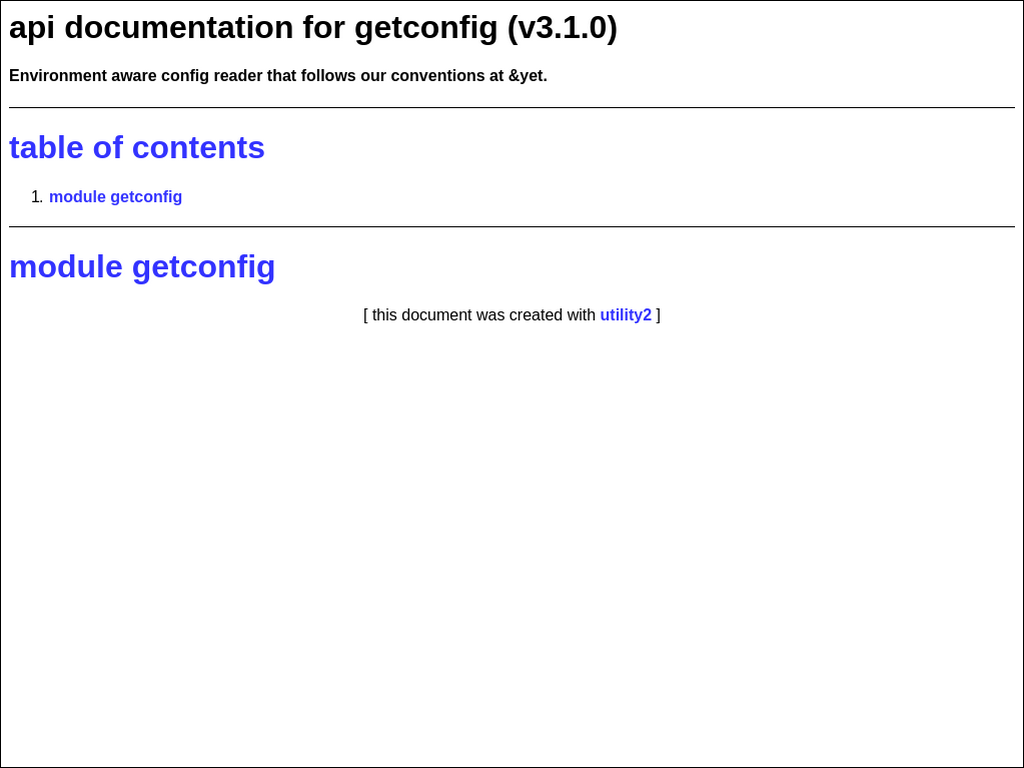 api documentation for getconfig (v3.1.0)
Environment aware config reader that follows our conventions at &yet.
table of contents
1. module getconfig
module getconfig
[ this document was created with utility2 ]